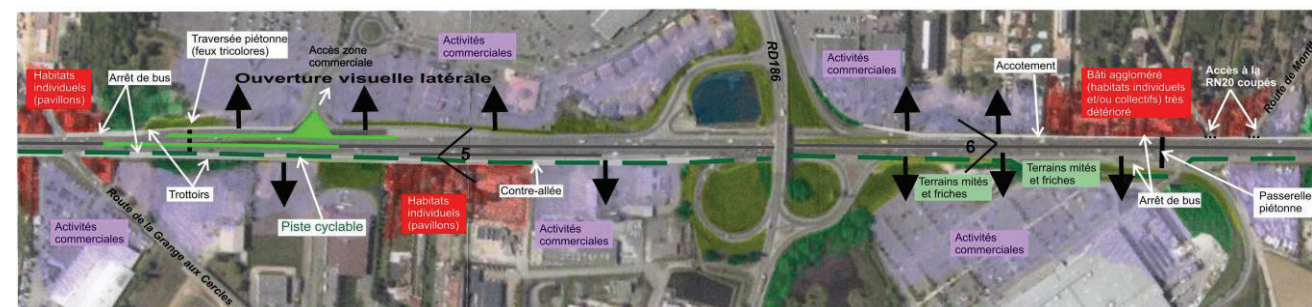 Traversée piétonne
(feux tricolores)
Accès zone
commerciale
Activités
commerciales
Ouverture visuelle latérale
Habitats
individuels
(pavillons)
Arrêt de bus
RD186
Activités
commerciales
Accotement
Bâti aggloméré
(habitats individuels
et/ou collectifs) très
détérioré
Accès à la
RN20 coupés
5
6
Trottoirs
Route de la Grange aux Cercles
Piste cyclable
Activités
commerciales
Habitats
individuels
(pavillons)
Contre-allée
Activités
commerciales
Terrains mités
et friches
Terrains mités
et friches
Arrêt de bus
Passerelle
piétonne
Activités
commerciales
Route de